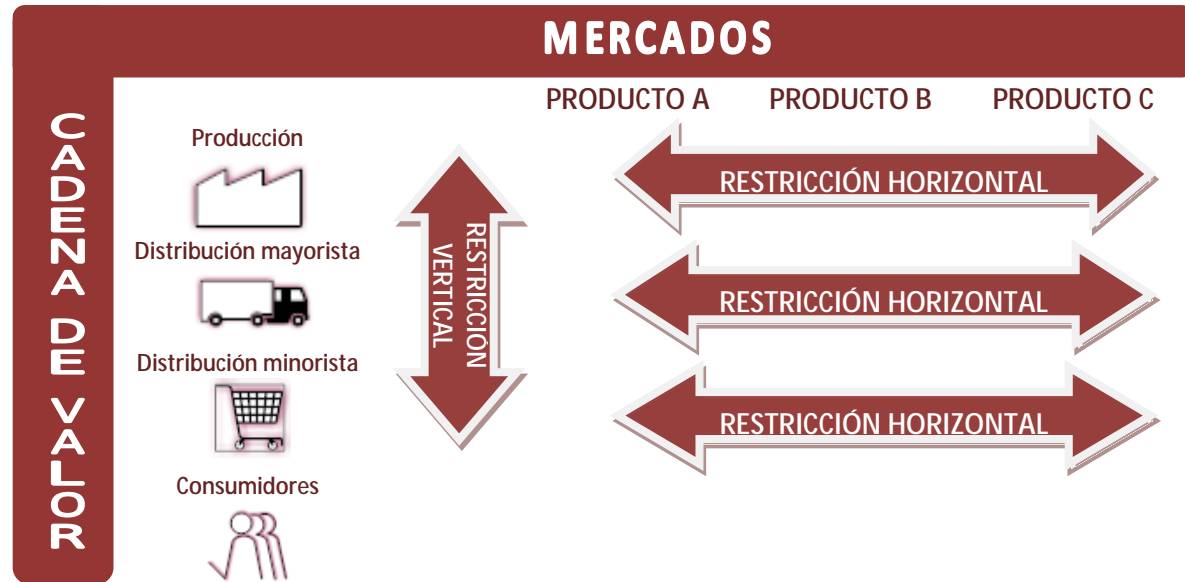 MERCADOS
CADENA DE VALOR
PRODUCTO A PRODUCTO B PRODUCTO C
Producción
RESTRICCIÓN HORIZONTAL
Distribución mayorista
RESTRICCIÓN
VERTICAL
RESTRICCIÓN HORIZONTAL
Distribución minorista
RESTRICCIÓN HORIZONTAL
Consumidores